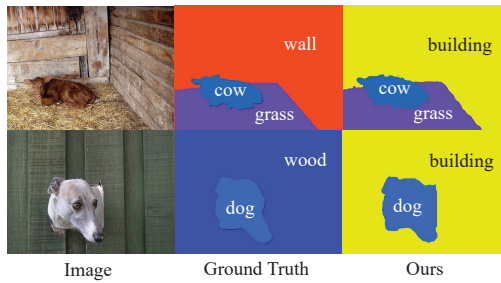 wall
building
cow
cow
grass
grass
wood
building
dog
dog
Image
Ground Truth
Ours